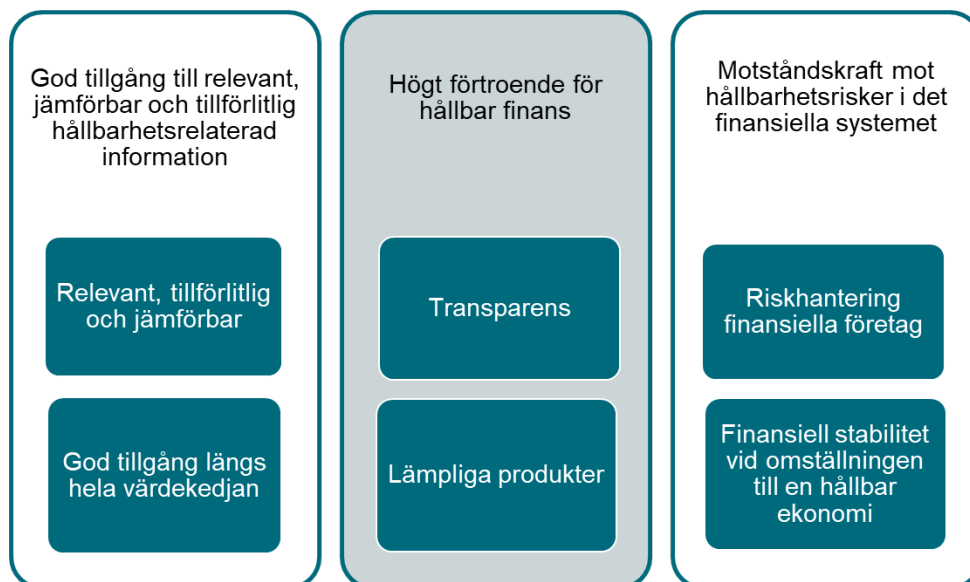 God tillgång till relevant,
jämförbar och tillförlitlig
hållbarhetsrelaterad
information
Relevant, tillförlitlig
och jämförbar
God tillgång längs
hela värdekedjan
Högt förtroende för
hållbar finans
Transparens
Lämpliga produkter
Motståndskraft mot
hållbarhetsrisker i det
finansiella systemet
Riskhantering
finansiella företag
Finansiell stabilitet
vid omställningen
till en hållbar
ekonomi